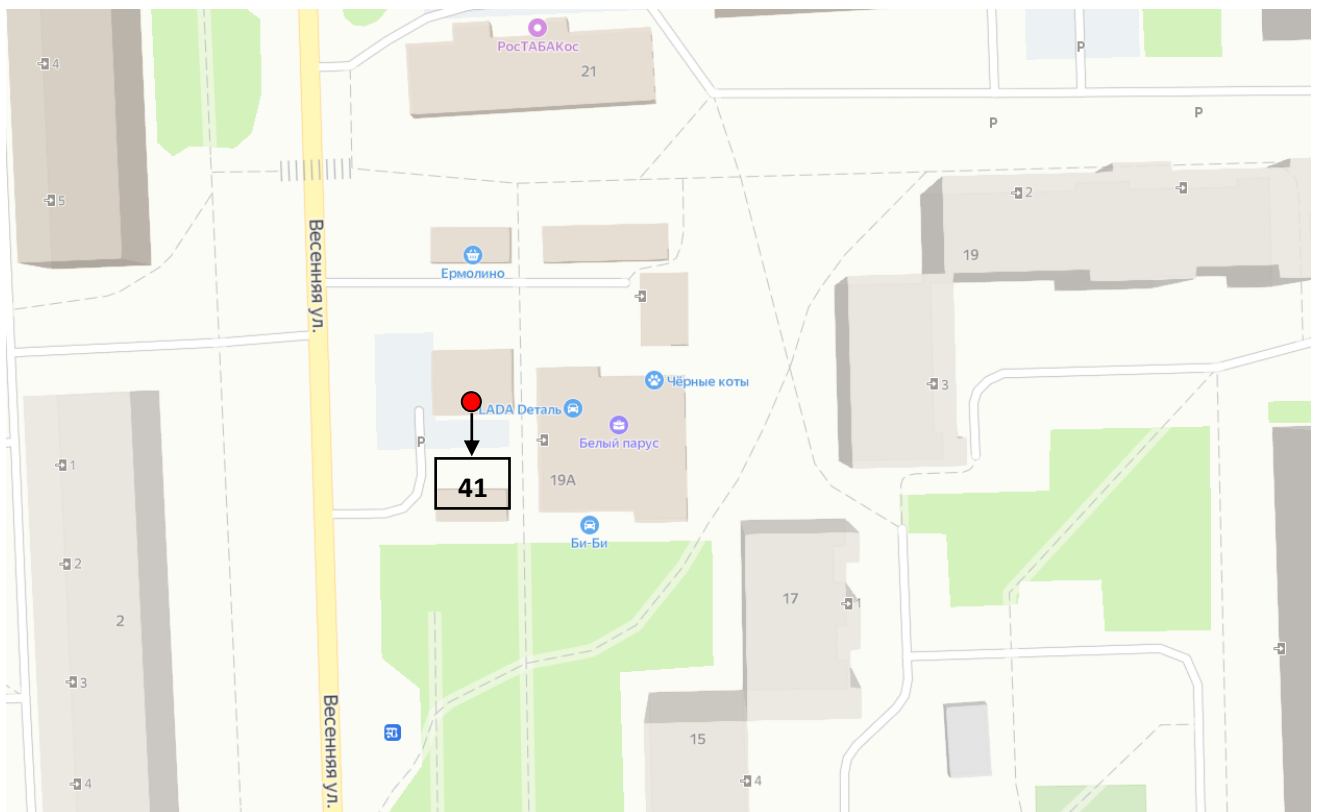 РосТАБАКос
21
4
P
P
P
5
2
Весенняя ул.
19
Ермолино
3
Чёрные коты
LADA Деталь
P
Белый парус
1
41
19А
Би-Би
2
17
1
2
3
Весенняя ул.
15
4
4